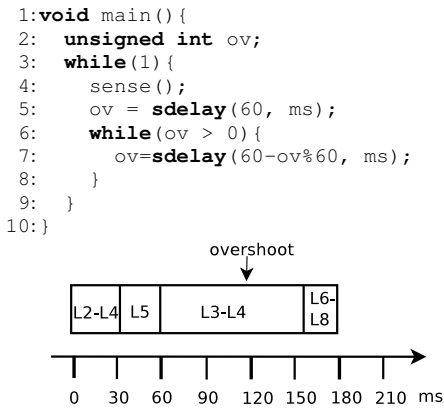 1:void main(){
2: unsigned int ov;
3: while(1){
4: sense();
5: ov = sdelay(60, ms);
6: while(ov > 0){
7: ov=sdelay(60-ov%60, ms);
8: }
9: }
10:}
overshoot
L2-L4 L5 L3-L4 L6-
L8
0 30 60 90 120 150 180 210 ms